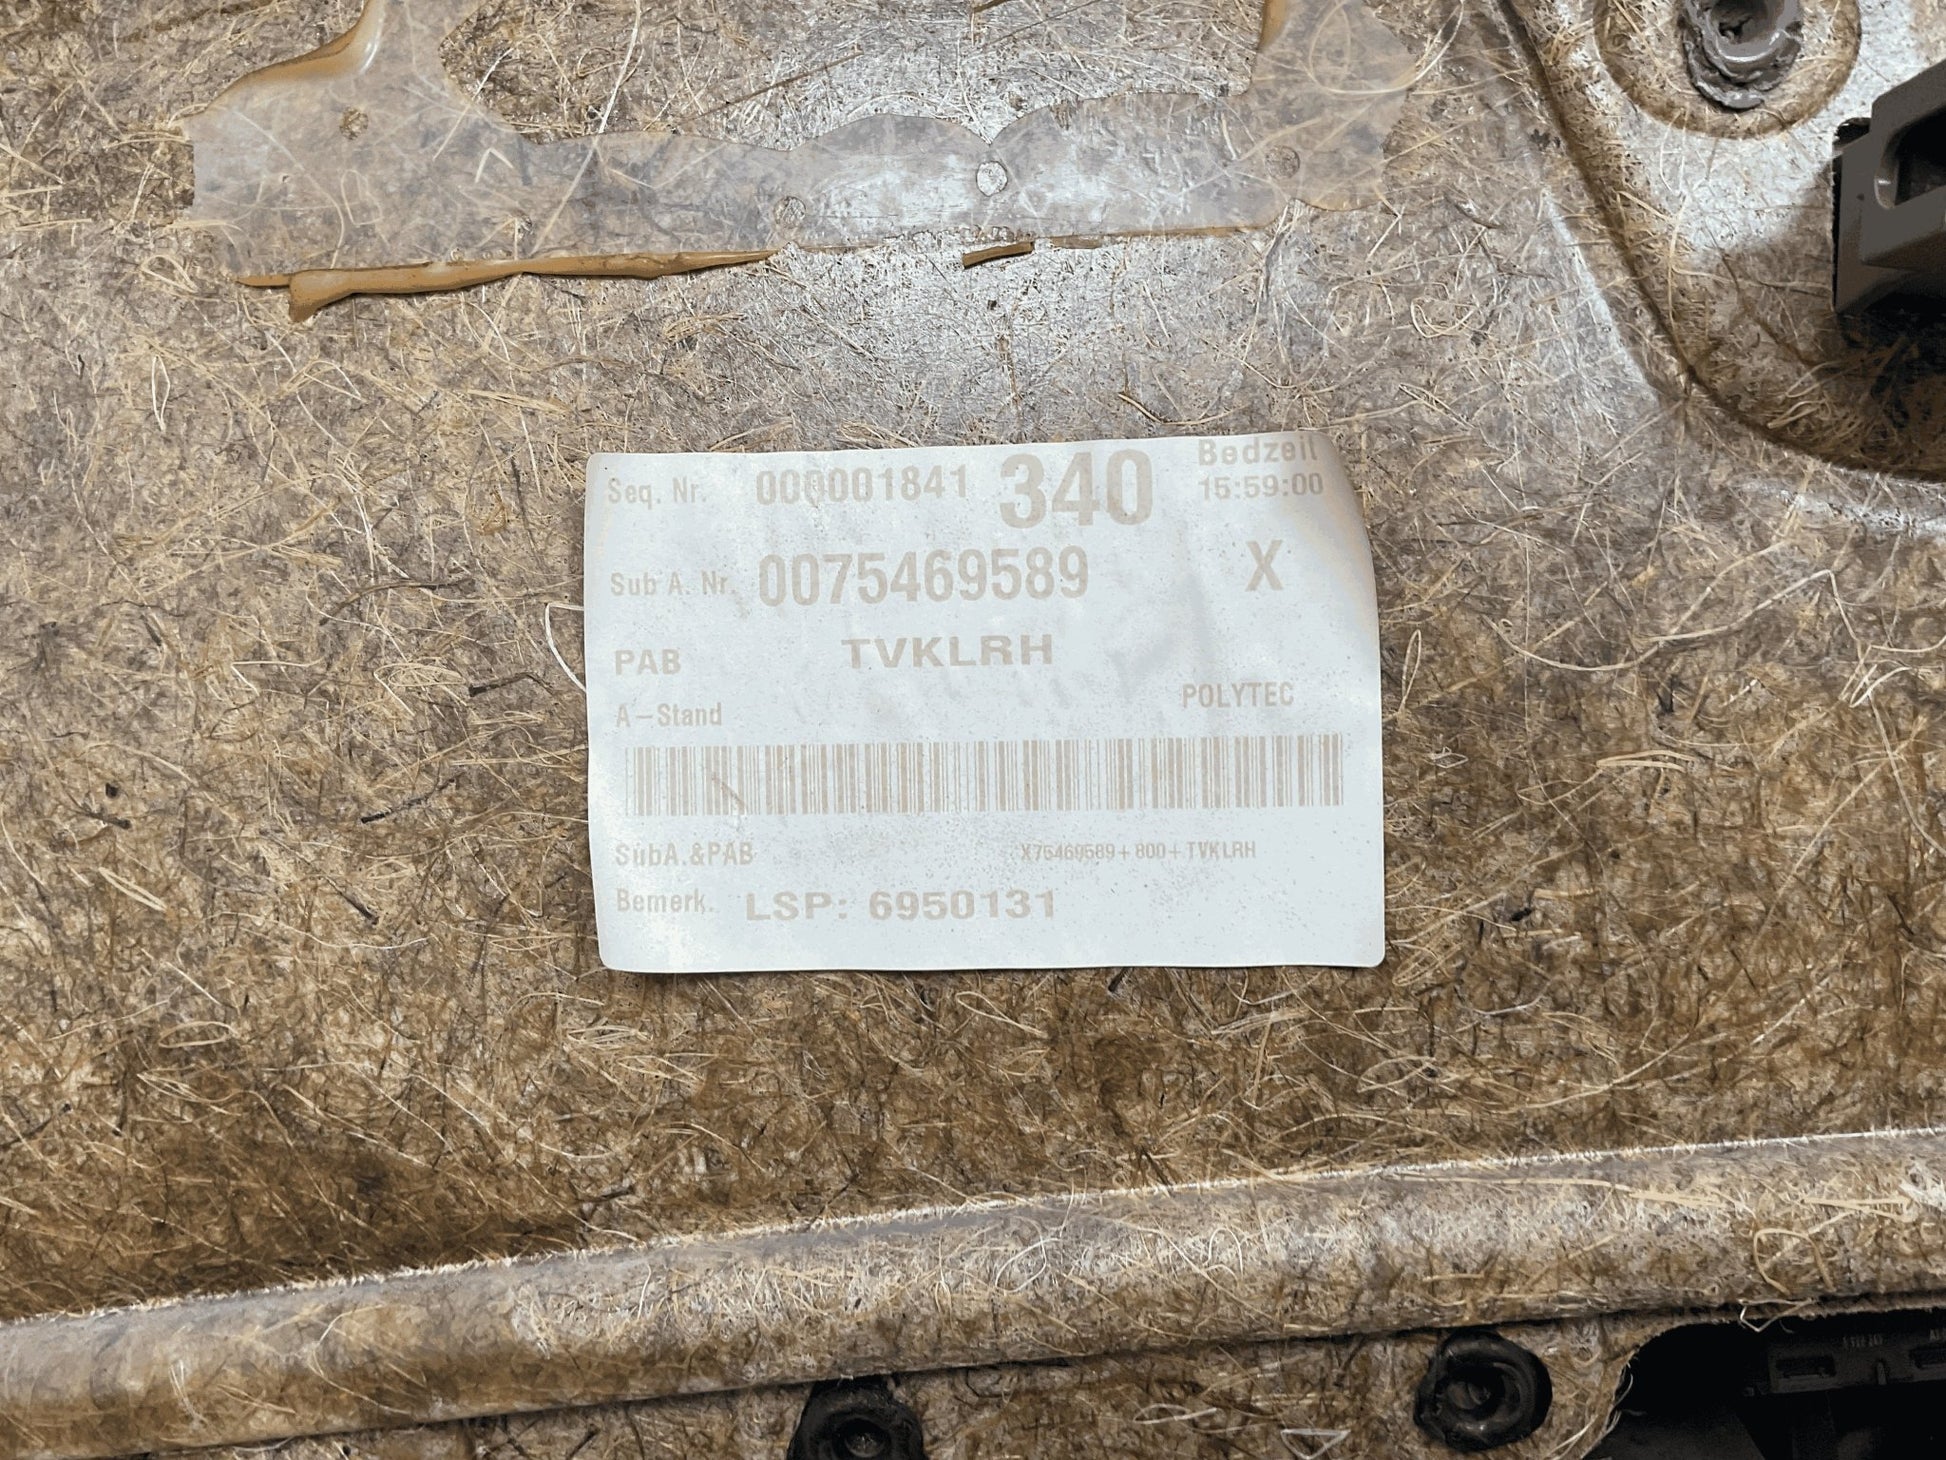 Seq. Nr. 000001841 340 Bedzeit
15:59:00
Sub A. Nr. 0075469589 X
PAB TVKLRH
A-Stand POLYTEC
SubA.&PAB X75469589+800+TVKLRH
Bemerk. LSP: 6950131